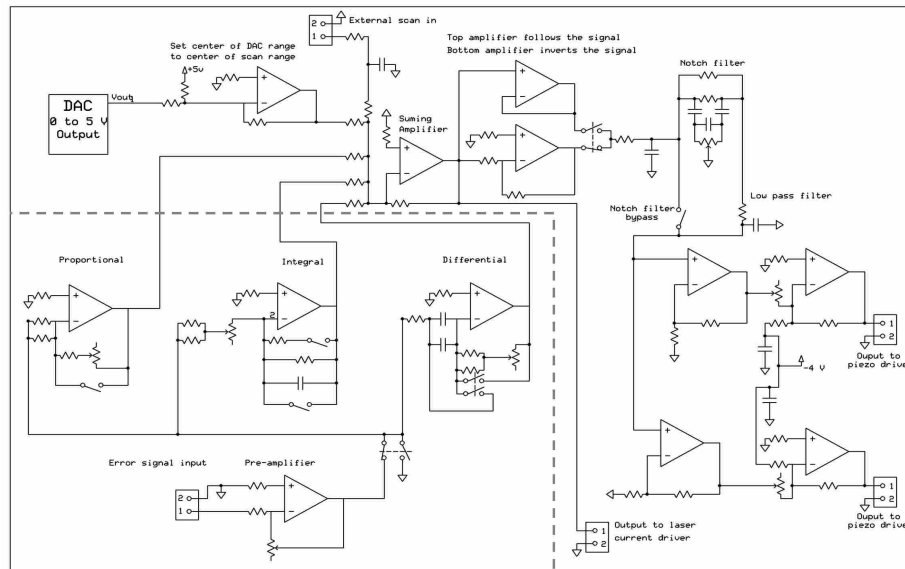 External scan in
2
1
Set center of DAC range
to center of scan range
+5v
Top amplifier follows the signal
Bottom amplifier inverts the signal
Notch filter
DAC
0 to 5 V
Output
Vout
Suming
Amplifier
Low pass filter
Notch filter
bypass
Proportional
Integral
Differential
2
1
2
Ouput to
piezo drive
-4 V
Error signal input
Pre-amplifier
2
1
1
2
Ouput to
piezo drive
Output to laser
current driver
1
2